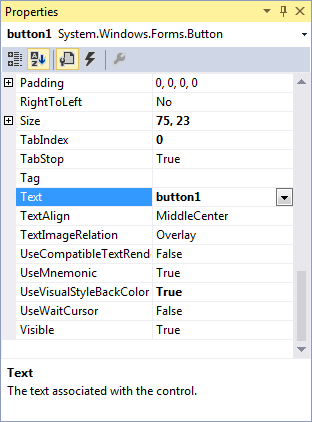 Properties
button1 System.Windows.Forms.Button
Padding 0, 0, 0, 0
RightToLeft No
Size 75, 23
TabIndex 0
TabStop True
Tag
Text button1
TextAlign MiddleCenter
TextImageRelation Overlay
UseCompatibleTextRend False
UseMnemonic True
UseVisualStyleBackColor True
UseWaitCursor False
Visible True
Text
The text associated with the control.